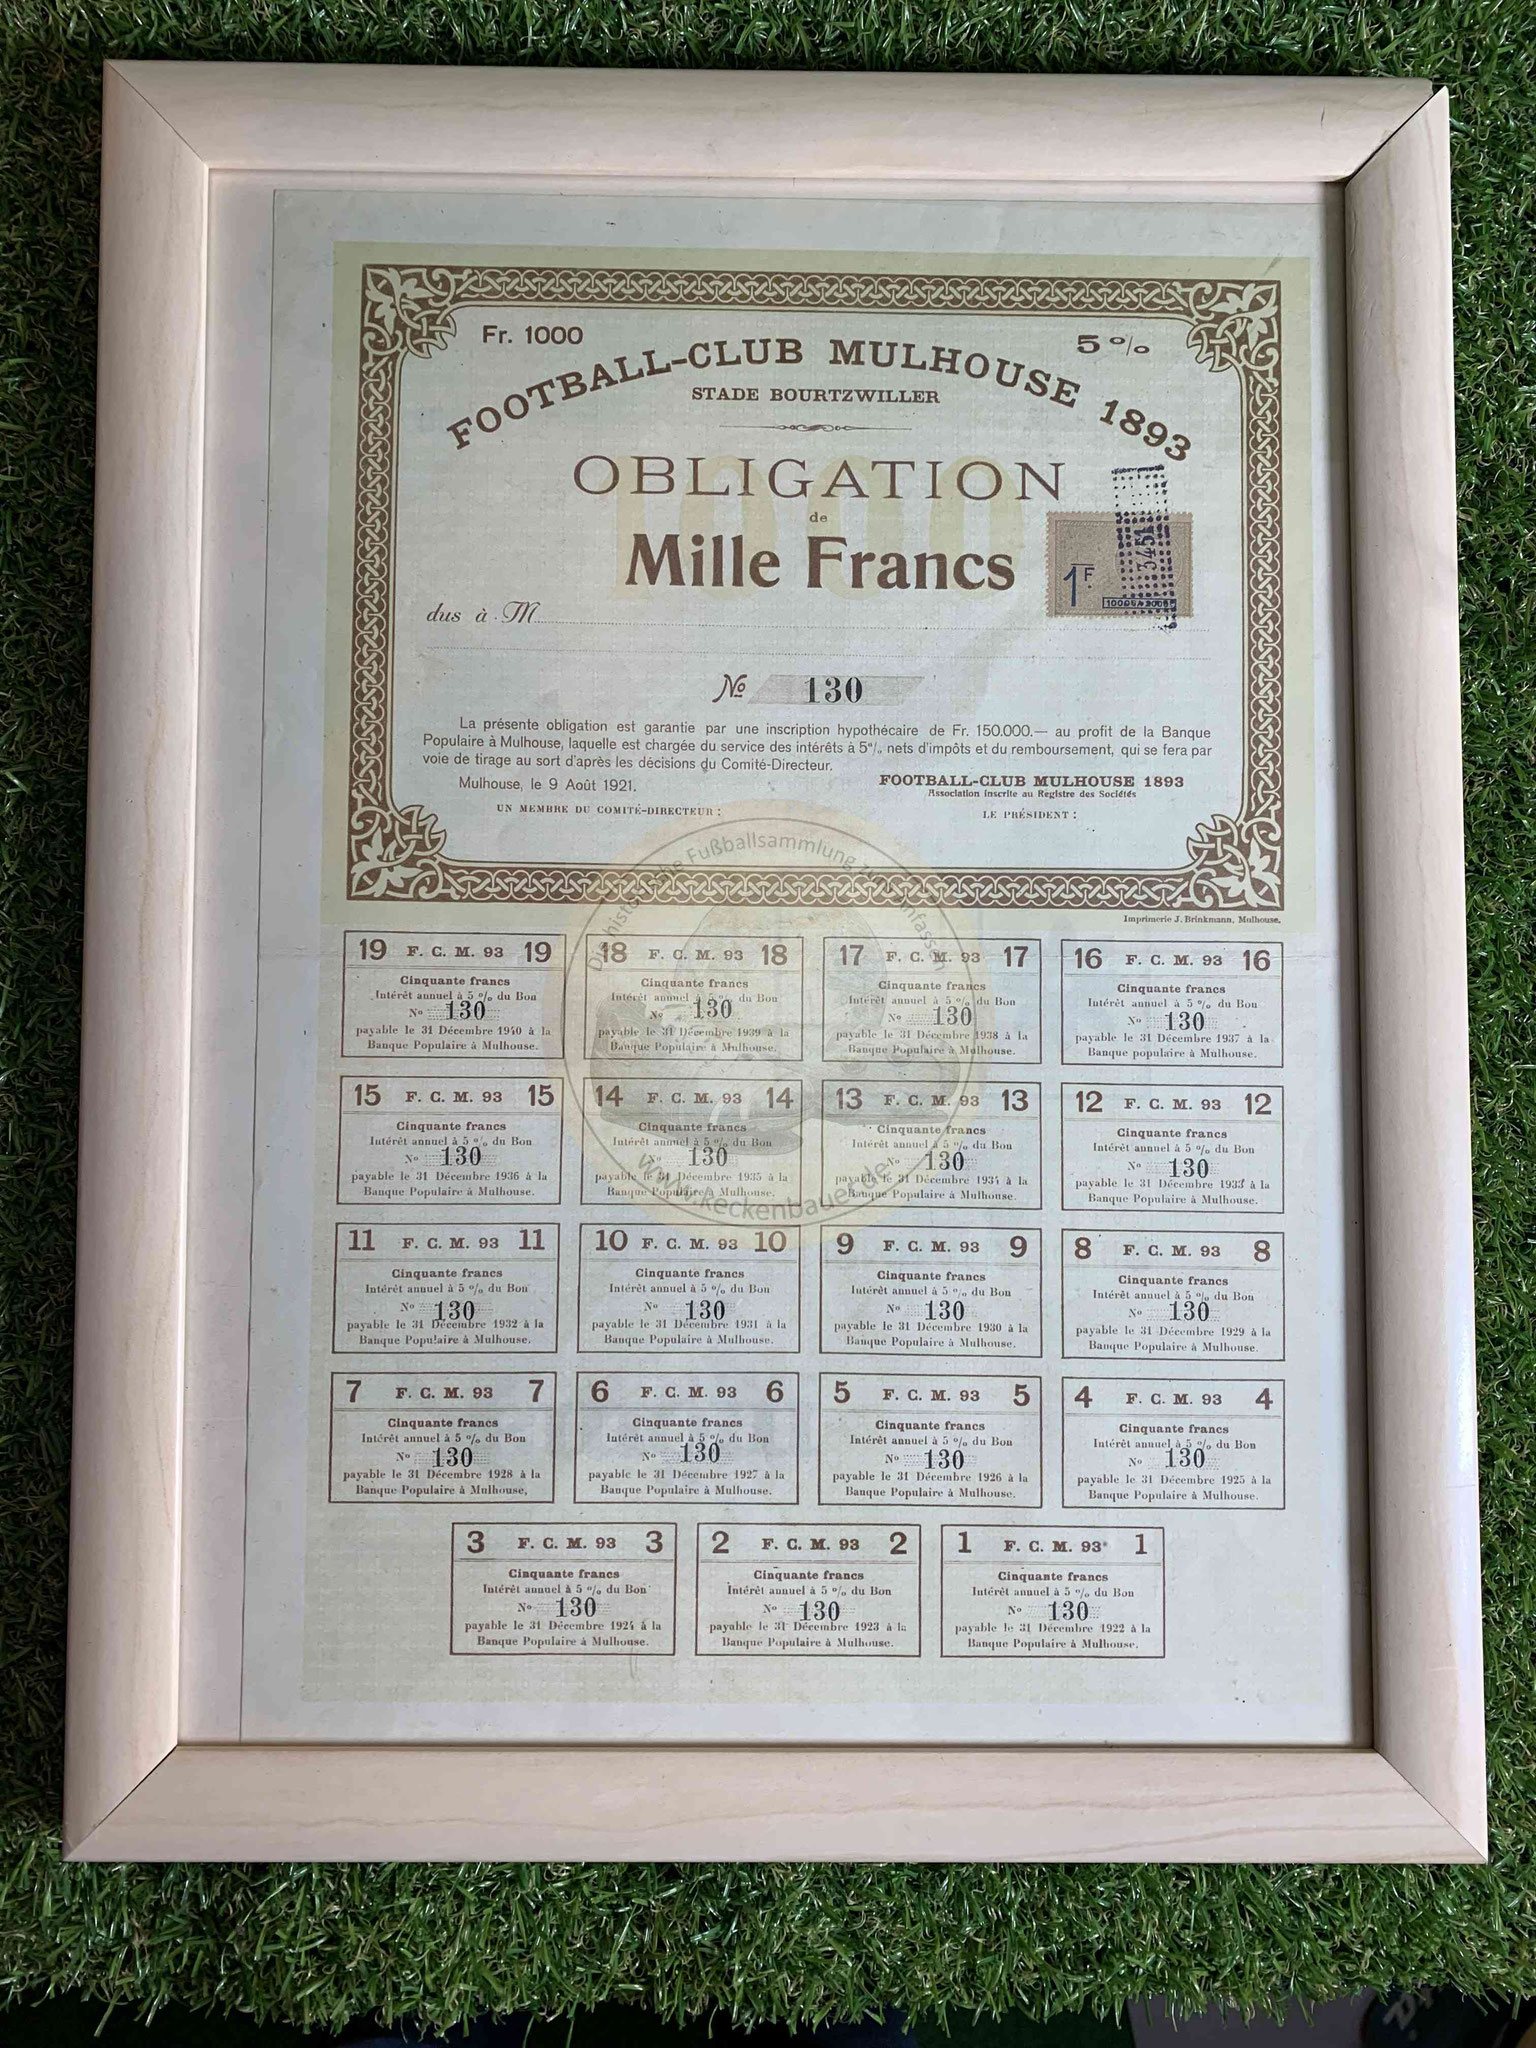 Fr. 1000
5 %
FOOTBALL-CLUB MULHOUSE 1893
STADE BOURTZWILLER
OBLIGATION
1000
de
Mille Francs
3451
1F
dus à M
No 130
La présente obligation est garantie par une inscription hypothécaire de Fr. 150.000.— au profit de la Banque
Populaire à Mulhouse, laquelle est chargée du service des intérêts à 5% nets d'impôts et du remboursement, qui se fera par
voie de tirage au sort d'après les décisions du Comité-Directeur.
Mulhouse, le 9 Août 1921.
FOOTBALL-CLUB MULHOUSE 1893
Association inscrite au Registre des Sociétés
UN MEMBRE DU COMITÉ-DIRECTEUR :
LE PRÉSIDENT :
Imprimerie J. Brinkmann, Mulhouse.
19 F. C. M. 93 19
Cinquante francs
Intérêt annuel à 5 % du Bon
No 130
payable le 31 Décembre 1940 à la
Banque Populaire à Mulhouse.
18 F. C. M. 93 18
Cinquante francs
Intérêt annuel à 5 % du Bon
No 130
payable le 31 Décembre 1939 à la
Banque Populaire à Mulhouse.
17 F. C. M. 93 17
Cinquante francs
Intérêt annuel à 5 % du Bon
No 130
payable le 31 Décembre 1938 à la
Banque Populaire à Mulhouse.
16 F. C. M. 93 16
Cinquante francs
Intérêt annuel à 5 % du Bon
No 130
payable le 31 Décembre 1937 à la
Banque populaire à Mulhouse.
15 F. C. M. 93 15
Cinquante francs
Intérêt annuel à 5 % du Bon
No 130
payable le 31 Décembre 1936 à la
Banque Populaire à Mulhouse.
14 F. C. M. 93 14
Cinquante francs
Intérêt annuel à 5 % du Bon
No 130
payable le 31 Décembre 1935 à la
Banque Populaire à Mulhouse.
13 F. C. M. 93 13
Cinquante francs
Intérêt annuel à 5 % du Bon
No 130
payable le 31 Décembre 1934 à la
Banque Populaire à Mulhouse.
12 F. C. M. 93 12
Cinquante francs
Intérêt annuel à 5 % du Bon
No 130
payable le 31 Décembre 1933 à la
Banque Populaire à Mulhouse.
11 F. C. M. 93 11
Cinquante francs
Intérêt annuel à 5 % du Bon
No 130
payable le 31 Décembre 1932 à la
Banque Populaire à Mulhouse.
10 F. C. M. 93 10
Cinquante francs
Intérêt annuel à 5 % du Bon
No 130
payable le 31 Décembre 1931 à la
Banque Populaire à Mulhouse.
9 F. C. M. 93 9
Cinquante francs
Intérêt annuel à 5 % du Bon
No 130
payable le 31 Décembre 1930 à la
Banque Populaire à Mulhouse.
8 F. C. M. 93 8
Cinquante francs
Intérêt annuel à 5 % du Bon
No 130
payable le 31 Décembre 1929 à la
Banque Populaire à Mulhouse.
7 F. C. M. 93 7
Cinquante francs
Intérêt annuel à 5 % du Bon
No 130
payable le 31 Décembre 1928 à la
Banque Populaire à Mulhouse.
6 F. C. M. 93 6
Cinquante francs
Intérêt annuel à 5 % du Bon
No 130
payable le 31 Décembre 1927 à la
Banque Populaire à Mulhouse.
5 F. C. M. 93 5
Cinquante francs
Intérêt annuel à 5 % du Bon
No 130
payable le 31 Décembre 1926 à la
Banque Populaire à Mulhouse.
4 F. C. M. 93 4
Cinquante francs
Intérêt annuel à 5 % du Bon
No 130
payable le 31 Décembre 1925 à la
Banque Populaire à Mulhouse.
3 F. C. M. 93 3
Cinquante francs
Intérêt annuel à 5 % du Bon
No 130
payable le 31 Décembre 1924 à la
Banque Populaire à Mulhouse.
2 F. C. M. 93 2
Cinquante francs
Intérêt annuel à 5 % du Bon
No 130
payable le 31 Décembre 1923 à la
Banque Populaire à Mulhouse.
1 F. C. M. 93 1
Cinquante francs
Intérêt annuel à 5 % du Bon
No 130
payable le 31 Décembre 1922 à la
Banque Populaire à Mulhouse.
Fußballsammlung
www.keckenbauer.de